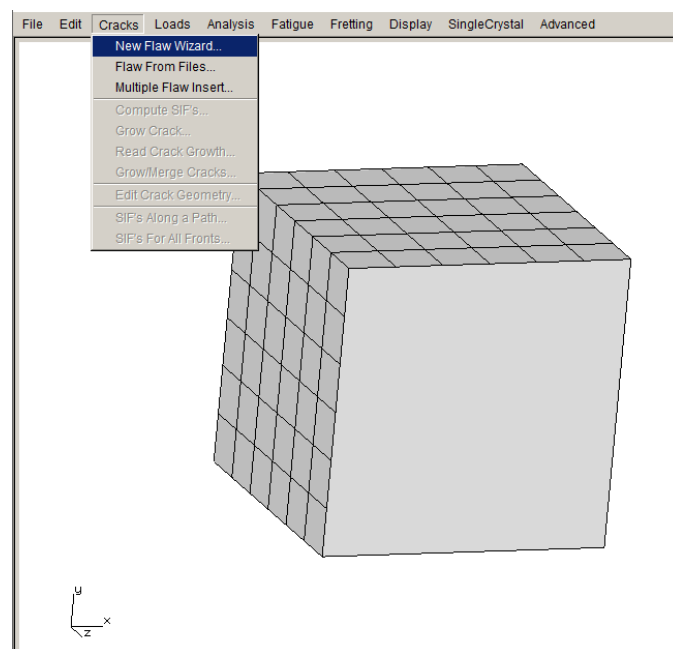 File Edit Cracks Loads Analysis Fatigue Fretting Display SingleCrystal Advanced
New Flaw Wizard...
Flaw From Files...
Multiple Flaw Insert...
Compute SIF's...
Grow Crack...
Read Crack Growth...
Grow/Merge Cracks...
Edit Crack Geometry...
SIF's Along a Path...
SIF's For All Fronts...
y
x
z